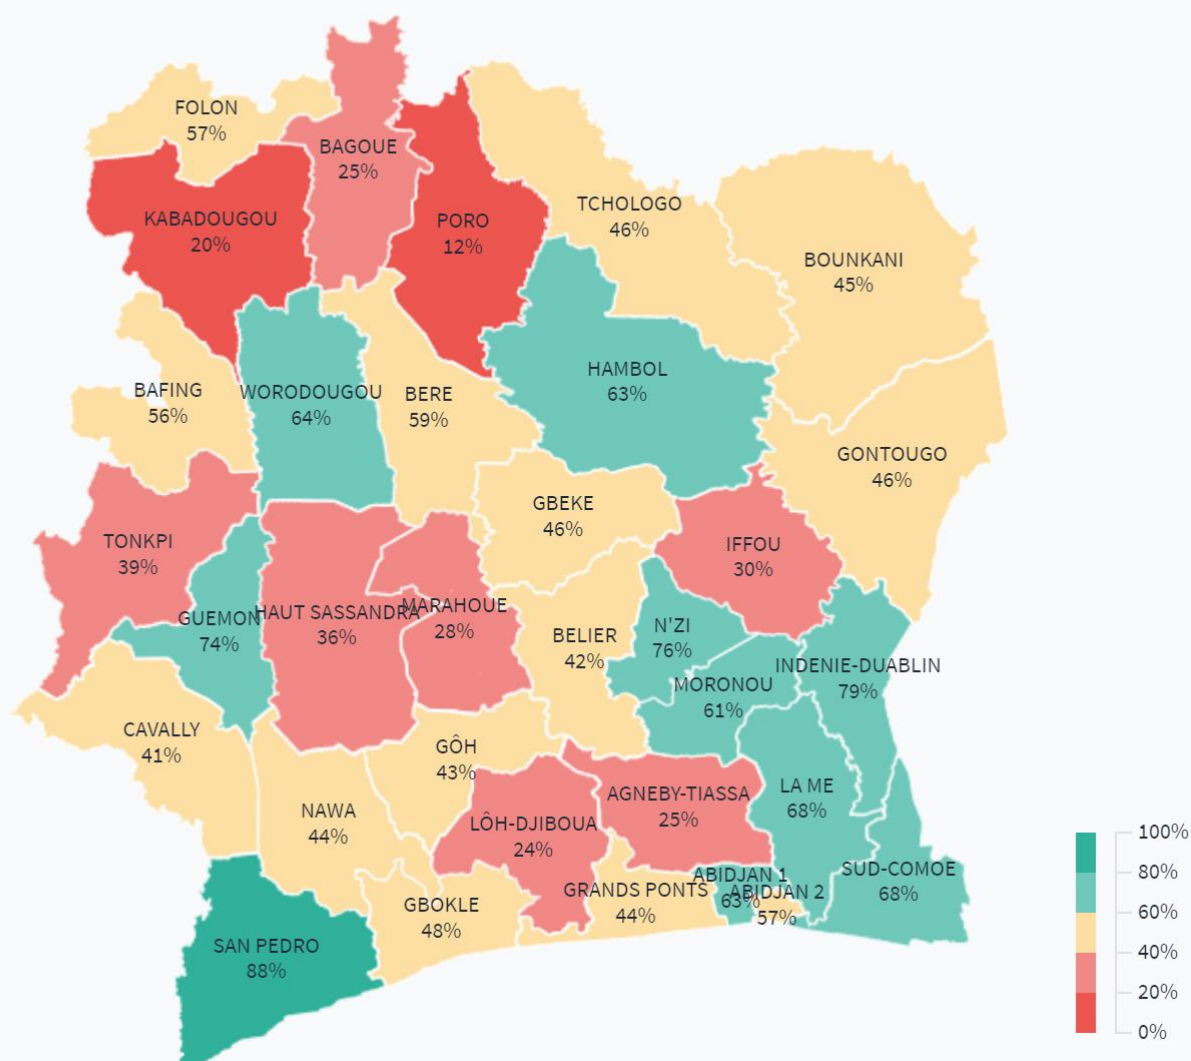 FOLON
57%
BAGOUE
25%
KABADOUGOU
20%
PORO
12%
TCHOLOGO
46%
BOUNKANI
45%
BAFING
56%
WORODOUGOU
64%
BERE
59%
HAMBOL
63%
GONTOUGO
46%
GBEKE
46%
TONKPI
39%
IFFOU
30%
GUEMON
74%
HAUT SASSANDRA
36%
MARAHOUE
28%
BELIER
42%
N'ZI
76%
MORONOU
61%
INDENIE-DUABLIN
79%
CAVALLY
41%
GÔH
43%
NAWA
44%
LÔH-DJIBOUA
24%
AGNEBY-TIASSA
25%
LA ME
68%
SUD-COMOE
68%
ABIDJAN 1
63%
ABIDJAN 2
57%
GRANDS PONTS
44%
GBOKLE
48%
SAN PEDRO
88%
100%
80%
60%
40%
20%
0%